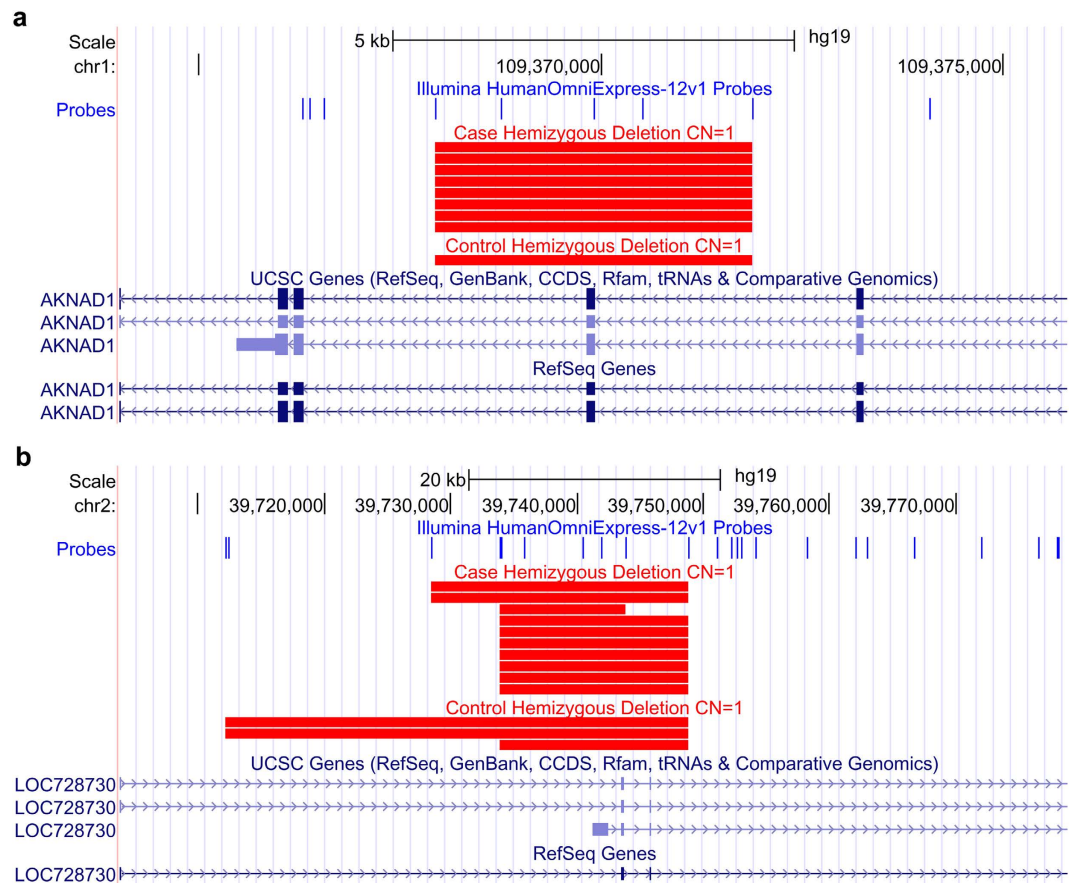 a
Scale 5 kb hg19
chr1: 109,370,000 109,375,000
Illumina HumanOmniExpress-12v1 Probes
Probes
Case Hemizygous Deletion CN=1
Control Hemizygous Deletion CN=1
UCSC Genes (RefSeq, GenBank, CCDS, Rfam, tRNAs & Comparative Genomics)
AKNAD1
AKNAD1
AKNAD1
RefSeq Genes
AKNAD1
AKNAD1
b
Scale 20 kb hg19
chr2: 39,720,000 39,730,000 39,740,000 39,750,000 39,760,000 39,770,000
Illumina HumanOmniExpress-12v1 Probes
Probes
Case Hemizygous Deletion CN=1
Control Hemizygous Deletion CN=1
UCSC Genes (RefSeq, GenBank, CCDS, Rfam, tRNAs & Comparative Genomics)
LOC728730
LOC728730
LOC728730
RefSeq Genes
LOC728730